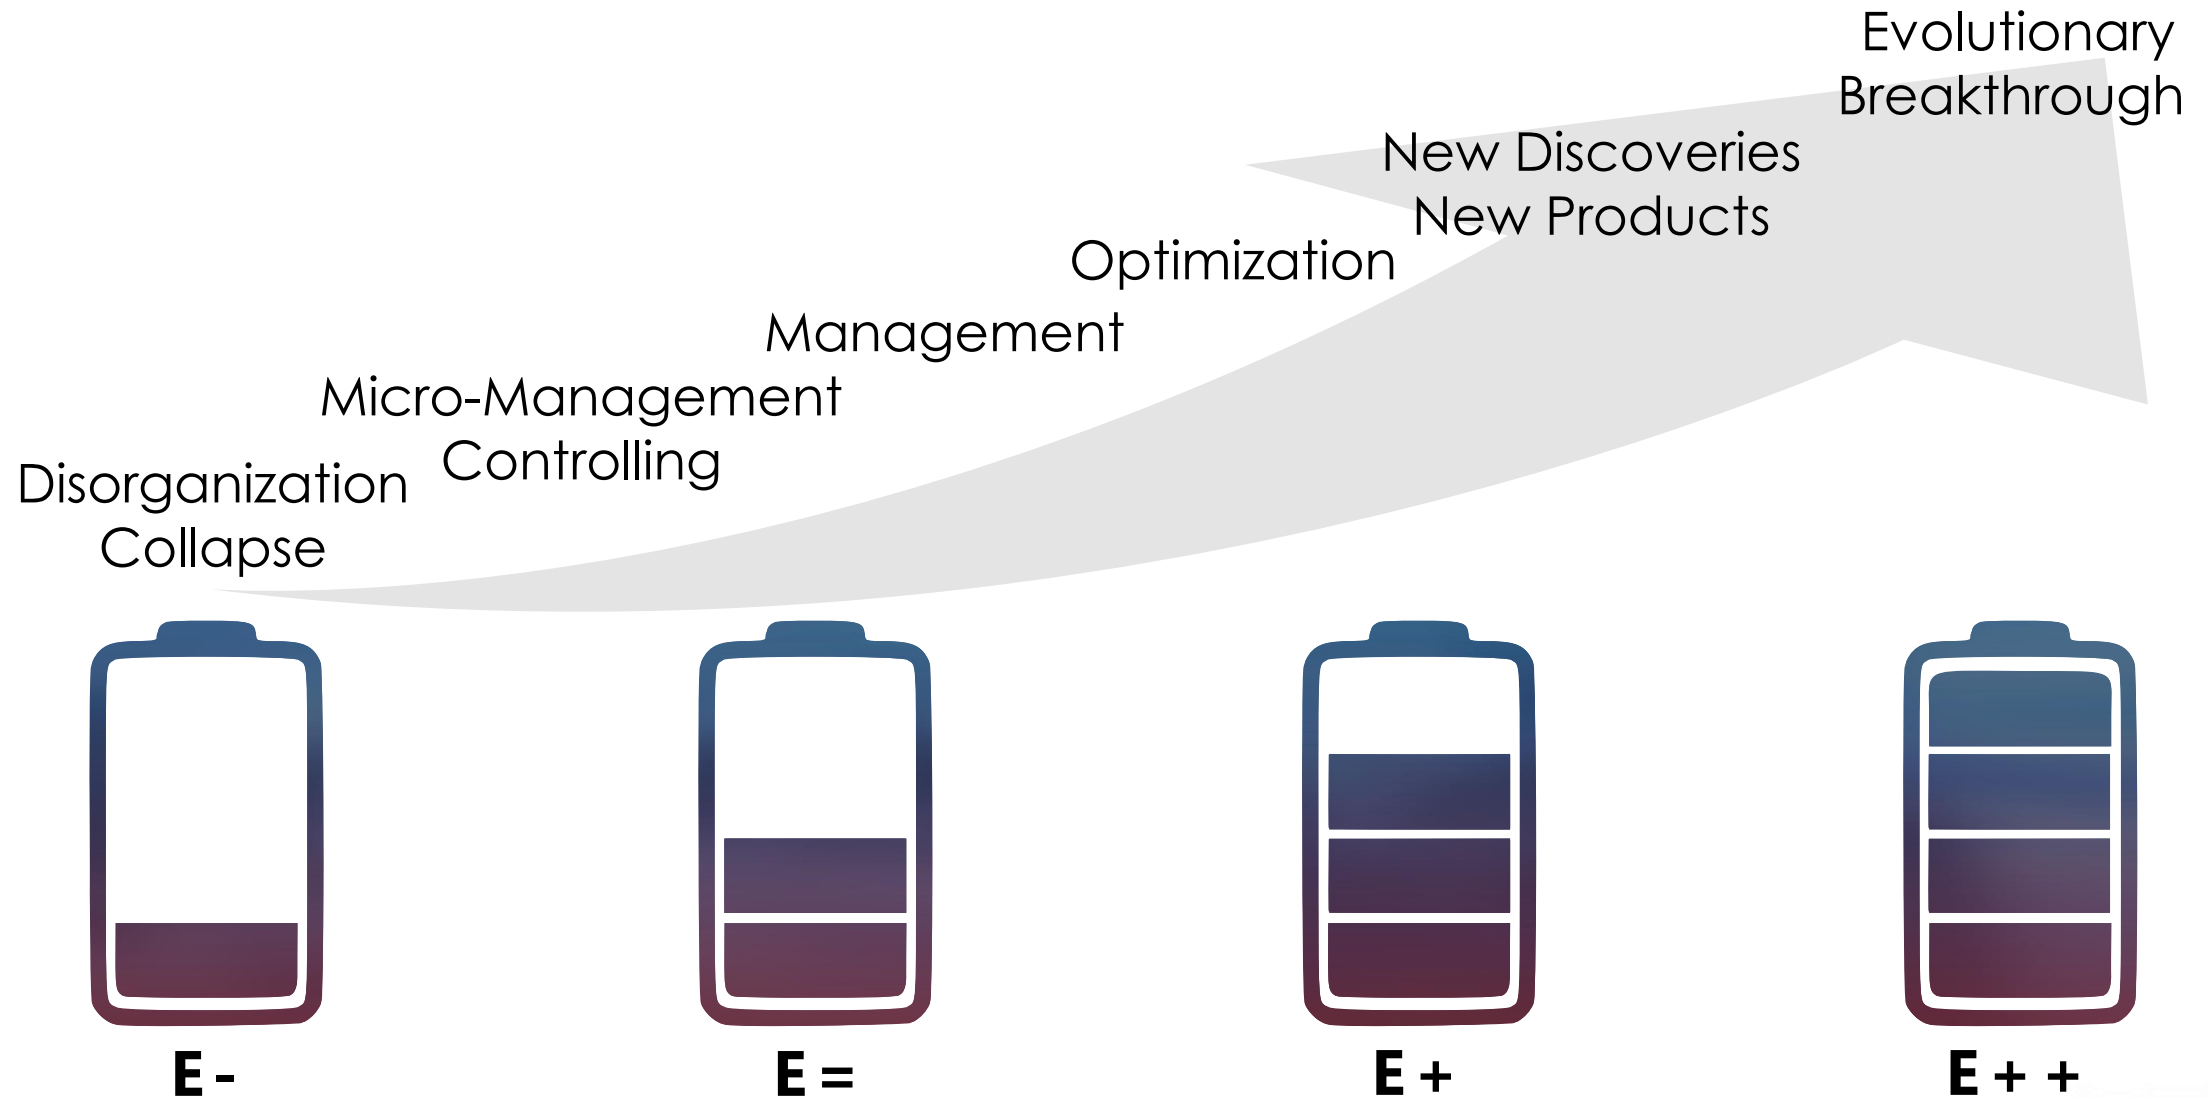 Disorganization
Collapse
Micro-Management
Controlling
Management
Optimization
New Discoveries
New Products
Evolutionary
Breakthrough
E -
E =
E +
E + +